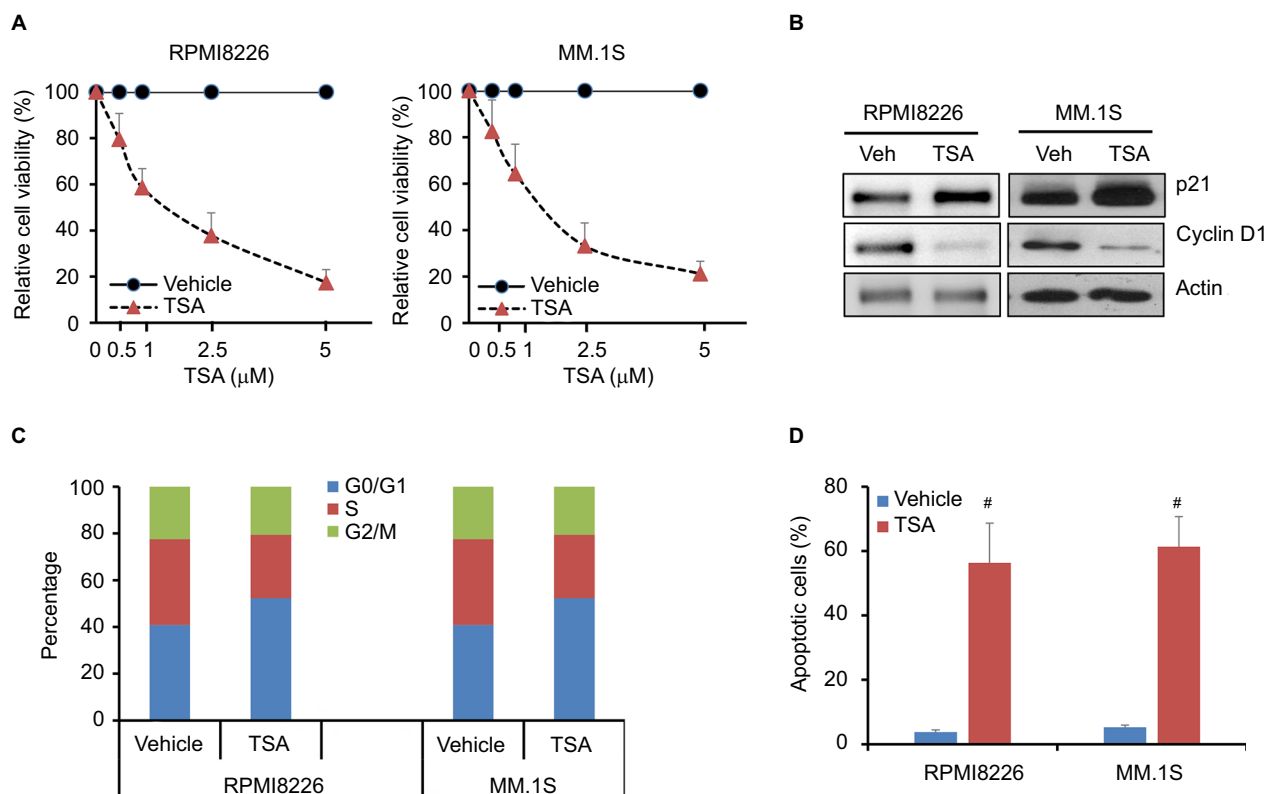 A
RPMI8226
Relative cell viability (%)
100
80
60
40
20
0
Vehicle
TSA
0 0.5 1 2.5 5
TSA (μM)
MM.1S
Relative cell viability (%)
100
80
60
40
20
0
Vehicle
TSA
0 0.5 1 2.5 5
TSA (μM)
B
RPMI8226 MM.1S
Veh TSA Veh TSA
p21
Cyclin D1
Actin
C
Percentage
100
80
60
40
20
0
G0/G1
S
G2/M
Vehicle TSA Vehicle TSA
RPMI8226 MM.1S
D
Apoptotic cells (%)
80
60
40
20
0
Vehicle
TSA
# #
RPMI8226 MM.1S